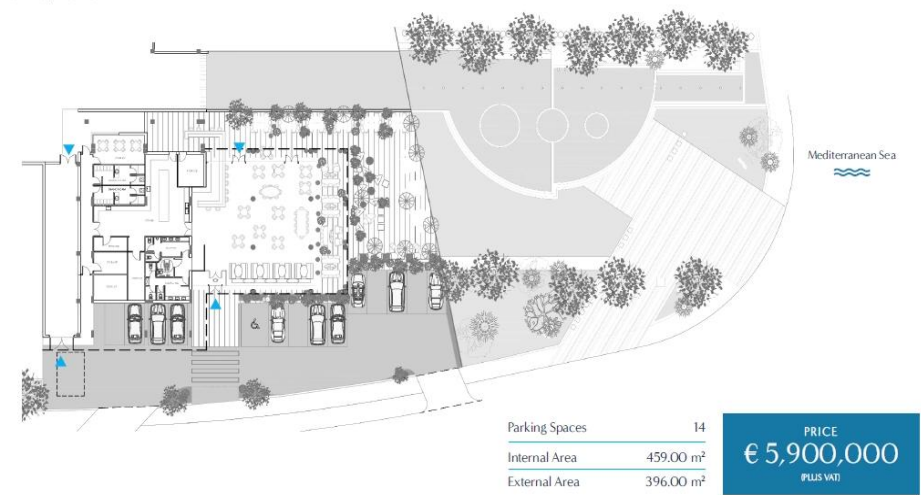 Mediterranean Sea
Parking Spaces 14
Internal Area 459.00 m²
External Area 396.00 m²
PRICE
€ 5,900,000
(PLUS VAT)